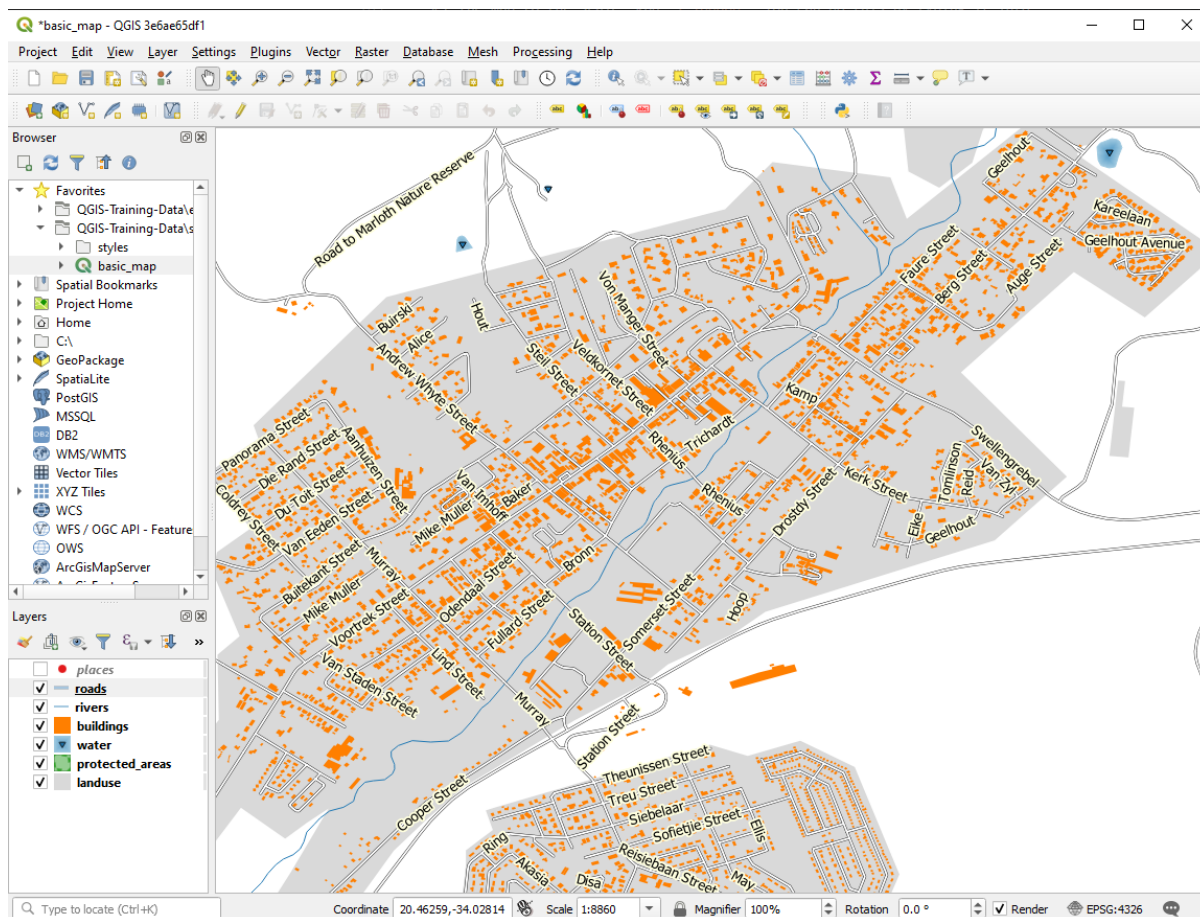 *basic_map - QGIS 3e6ae65df1
Project Edit View Layer Settings Plugins Vector Raster Database Mesh Processing Help
Browser
Favorites
QGIS-Training-Data\e
QGIS-Training-Data\s
styles
basic_map
Spatial Bookmarks
Project Home
Home
C:\
GeoPackage
SpatiaLite
PostGIS
MSSQL
DB2
WMS/WMTS
Vector Tiles
XYZ Tiles
WCS
WFS / OGC API - Feature
OWS
ArcGisMapServer
Layers
places
roads
rivers
buildings
water
protected_areas
landuse
Road to Marloth Nature Reserve
Geelhout
Kareelaan
Geelhout Avenue
Faure Street
Berg Street
Auge Street
Von Manger Street
Buirski
Alice
Hout
Andrew Whyte Street
Steil Street
Veldkornet Street
Kamp
Trichardt
Rhenius
Panorama Street
Die Rand Street
Aanhuizen Street
Du Toit Street
Coldrey Street
Van Eeden Street
Van Imhoff
Baker
Mike Muller
Rhenius
Drostdy Street
Kerk Street
Swellengrebel
Tomlinson
Reid
Van Zyl
Eike
Geelhout
Buitekant Street
Murray
Mike Muller
Bronn
Odendaal Street
Voortrek Street
Fullard Street
Station Street
Somerset Street
Hoop
Lind Street
Van Staden Street
Murray
Station Street
Cooper Street
Theunissen Street
Treu Street
Siebelaar
Sofietjie Street
Ellis
Ring
Reisiebaan Street
Akasia
Disa
May
Type to locate (Ctrl+K) Coordinate 20.46259,-34.02814 Scale 1:8860 Magnifier 100% Rotation 0.0 ° Render EPSG:4326